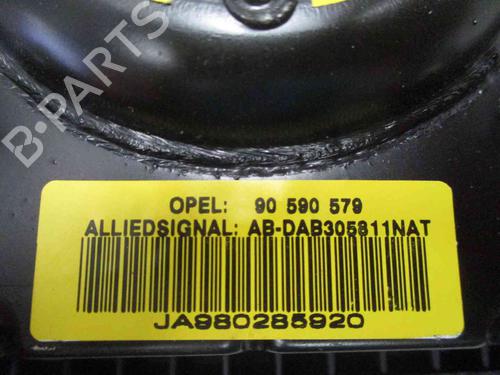 B-PARTS
OPEL: 90 590 579
ALLIEDSIGNAL: AB-DAB305811NAT
JA980285920